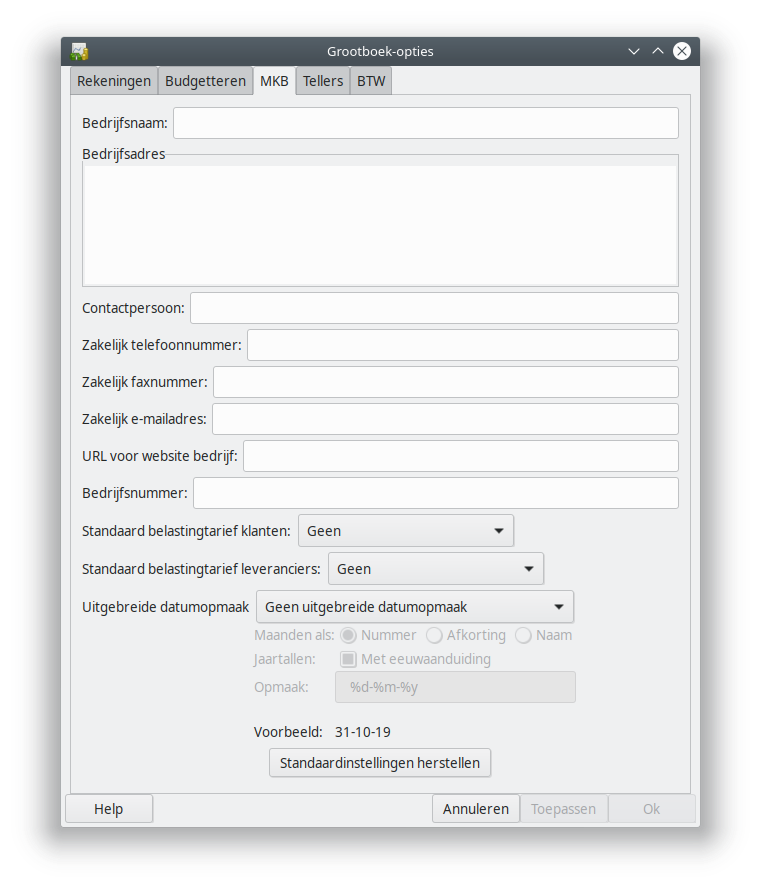 Grootboek-opties
Rekeningen Budgetteren MKB Tellers BTW
Bedrijfsnaam:
Bedrijfsadres
Contactpersoon:
Zakelijk telefoonnummer:
Zakelijk faxnummer:
Zakelijk e-mailadres:
URL voor website bedrijf:
Bedrijfsnummer:
Standaard belastingtarief klanten: Geen
Standaard belastingtarief leveranciers: Geen
Uitgebreide datumopmaak Geen uitgebreide datumopmaak
Maanden als: Nummer Afkorting Naam
Jaartallen: Met eeuwaanduiding
Opmaak: %d-%m-%y
Voorbeeld: 31-10-19
Standaardinstellingen herstellen
Help Annuleren Toepassen Ok